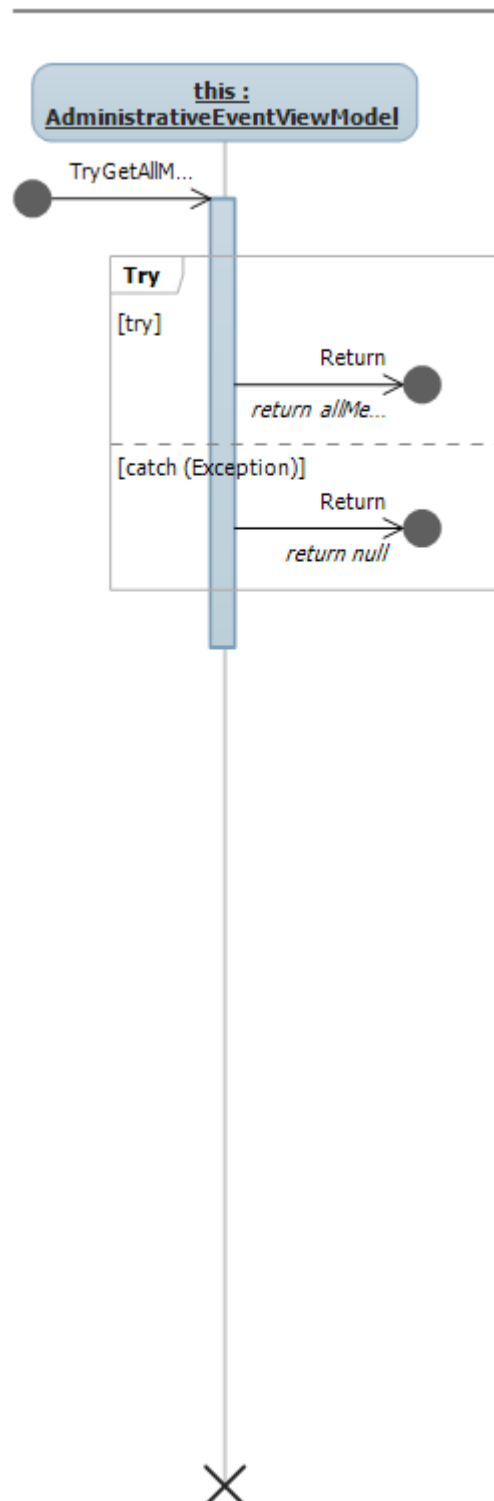 this :
AdministrativeEventViewModel
TryGetAllM...
Try
[try]
Return
return allMe...
[catch (Exception)]
Return
return null